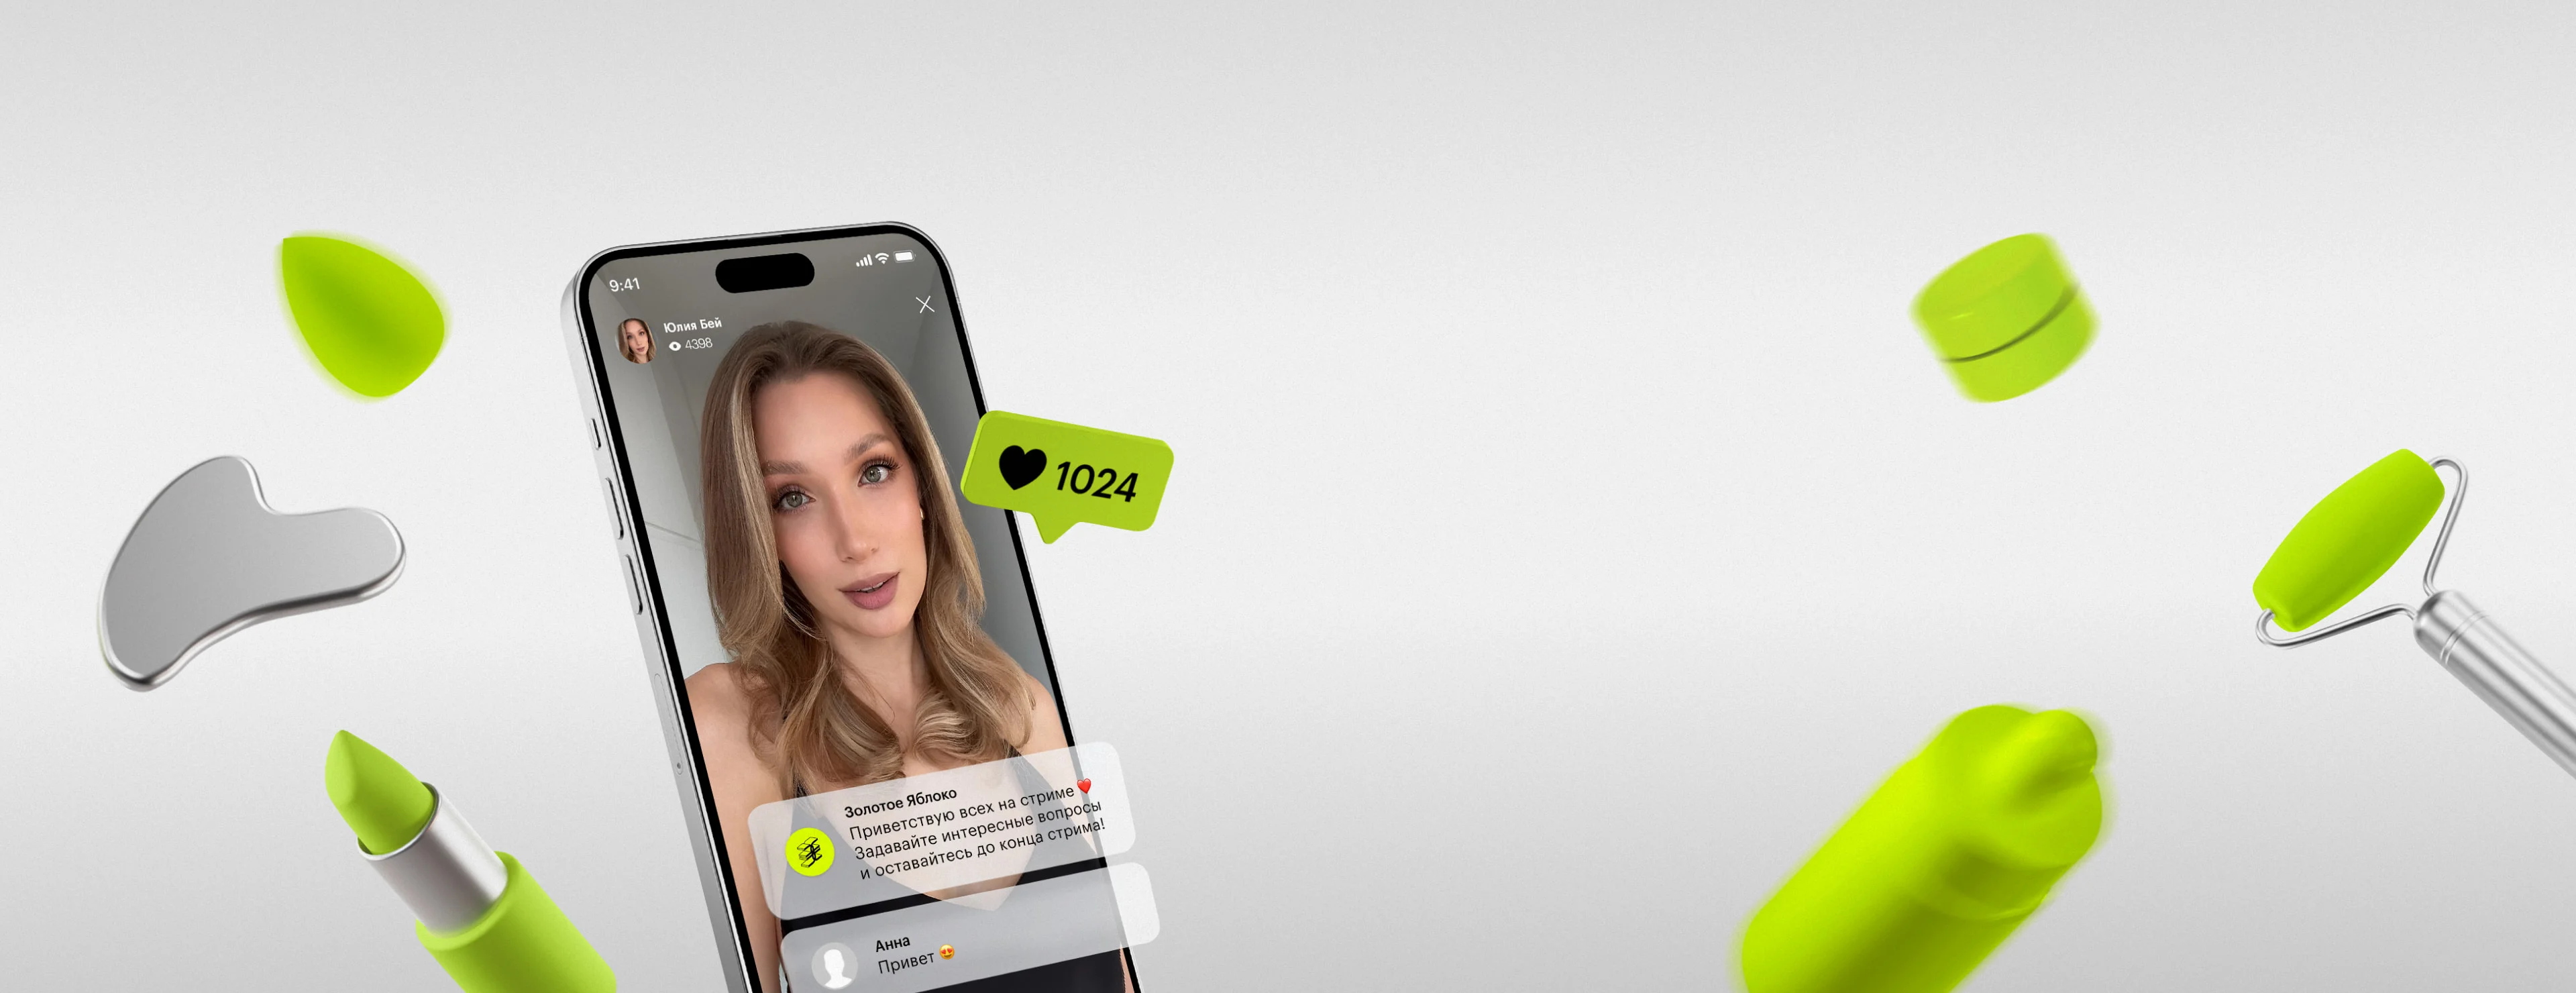 9:41
Юлия Бей
4398
1024
Золотое Яблоко
Приветствую всех на стриме ❤️
Задавайте интересные вопросы
и оставайтесь до конца стрима!
Анна
Привет 😍